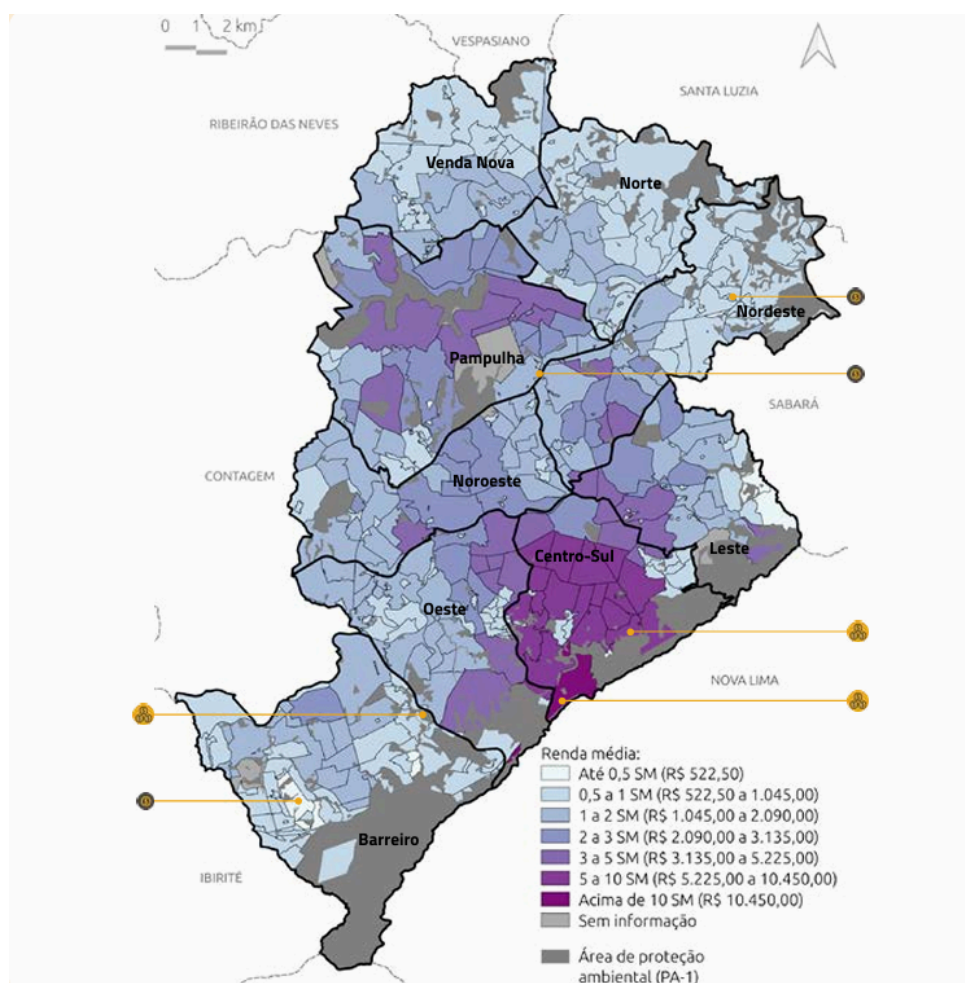 0 1 2 km
VESPASIANO
SANTA LUZIA
RIBEIRÃO DAS NEVES
Venda Nova
Norte
Nordeste
Pampulha
SABARÁ
CONTAGEM
Noroeste
Centro-Sul
Leste
Oeste
NOVA LIMA
Barreiro
IBIRITÉ
Renda média:
Até 0,5 SM (R$ 522,50)
0,5 a 1 SM (R$ 522,50 a 1.045,00)
1 a 2 SM (R$ 1.045,00 a 2.090,00)
2 a 3 SM (R$ 2.090,00 a 3.135,00)
3 a 5 SM (R$ 3.135,00 a 5.225,00)
5 a 10 SM (R$ 5.225,00 a 10.450,00)
Acima de 10 SM (R$ 10.450,00)
Sem informação
Área de proteção
ambiental (PA-1)